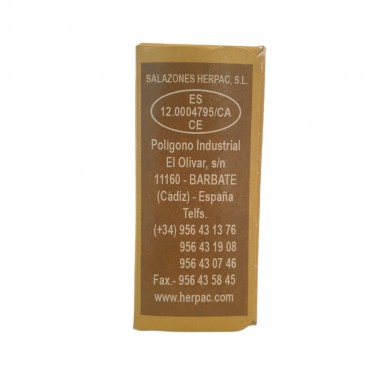 SALAZONES HERPAC, S.L.
ES
12.0004795/CA
CE
Polígono Industrial
El Olivar, s/n
11160 - BARBATE
(Cádiz) - España
Telfs.
(+34) 956 43 13 76
956 43 19 08
956 43 07 46
Fax.- 956 43 58 45
www.herpac.com